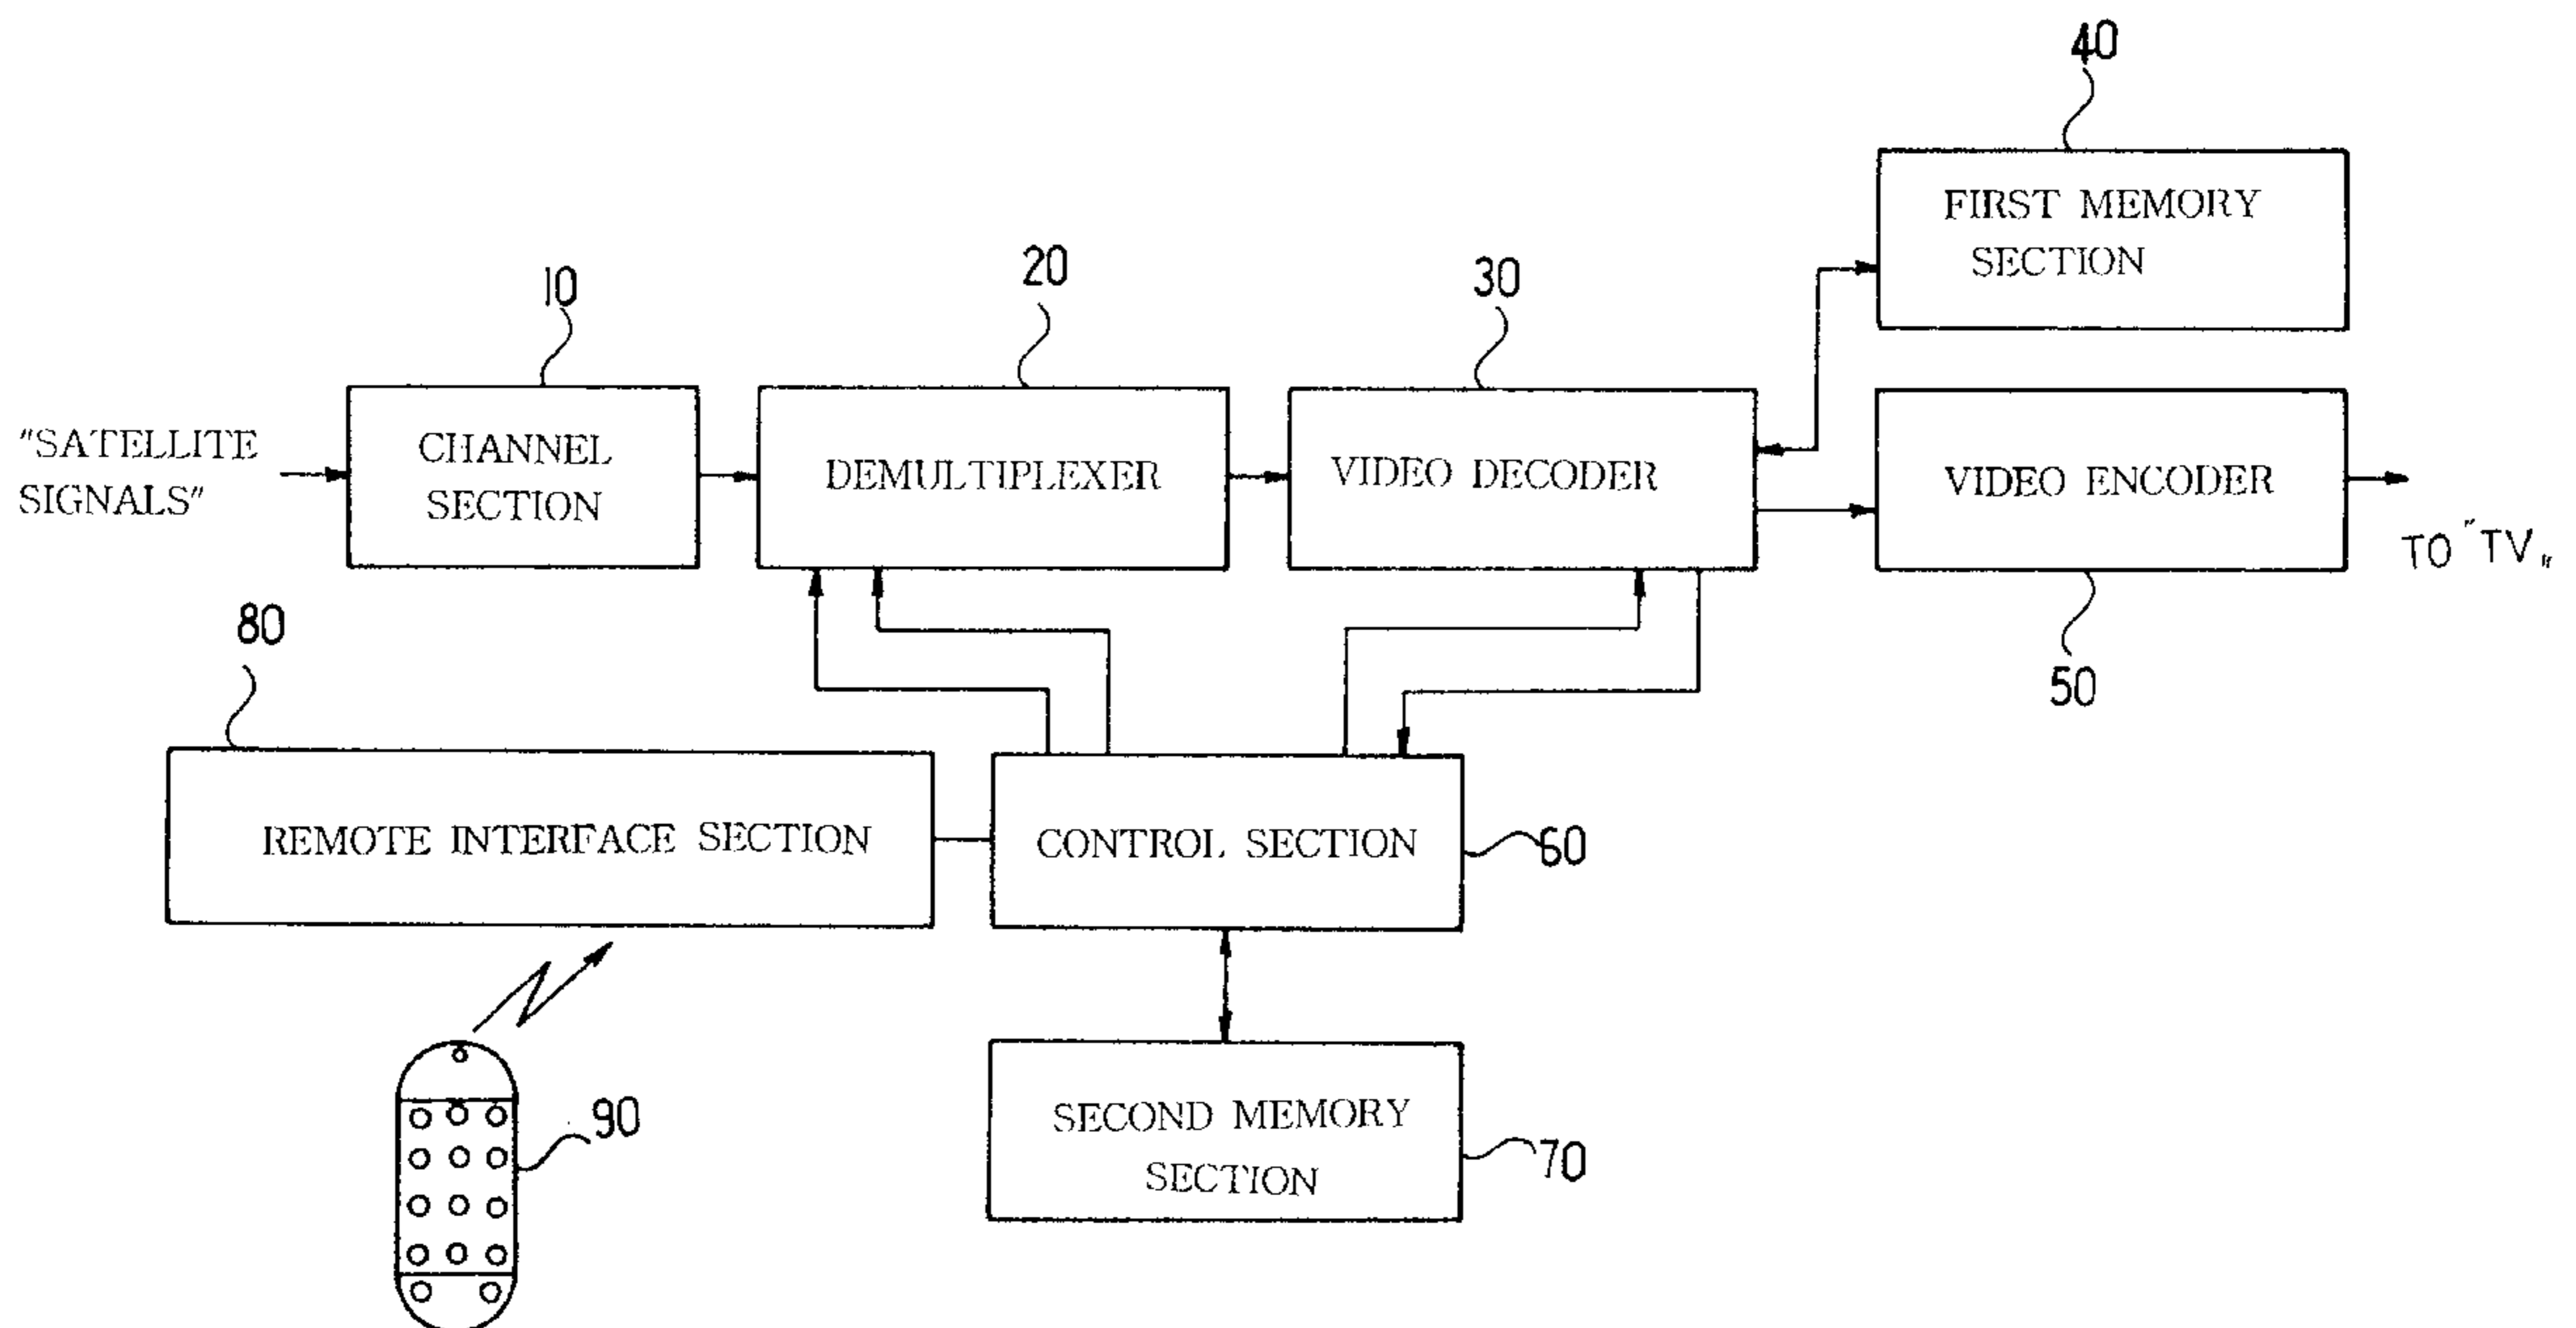 40
FIRST MEMORY
SECTION
10
20
30
"SATELLITE
SIGNALS"
CHANNEL
SECTION
DEMULTIPLEXER
VIDEO DECODER
VIDEO ENCODER
TO "TV"
50
80
REMOTE INTERFACE SECTION
CONTROL SECTION
60
90
SECOND MEMORY
SECTION
70